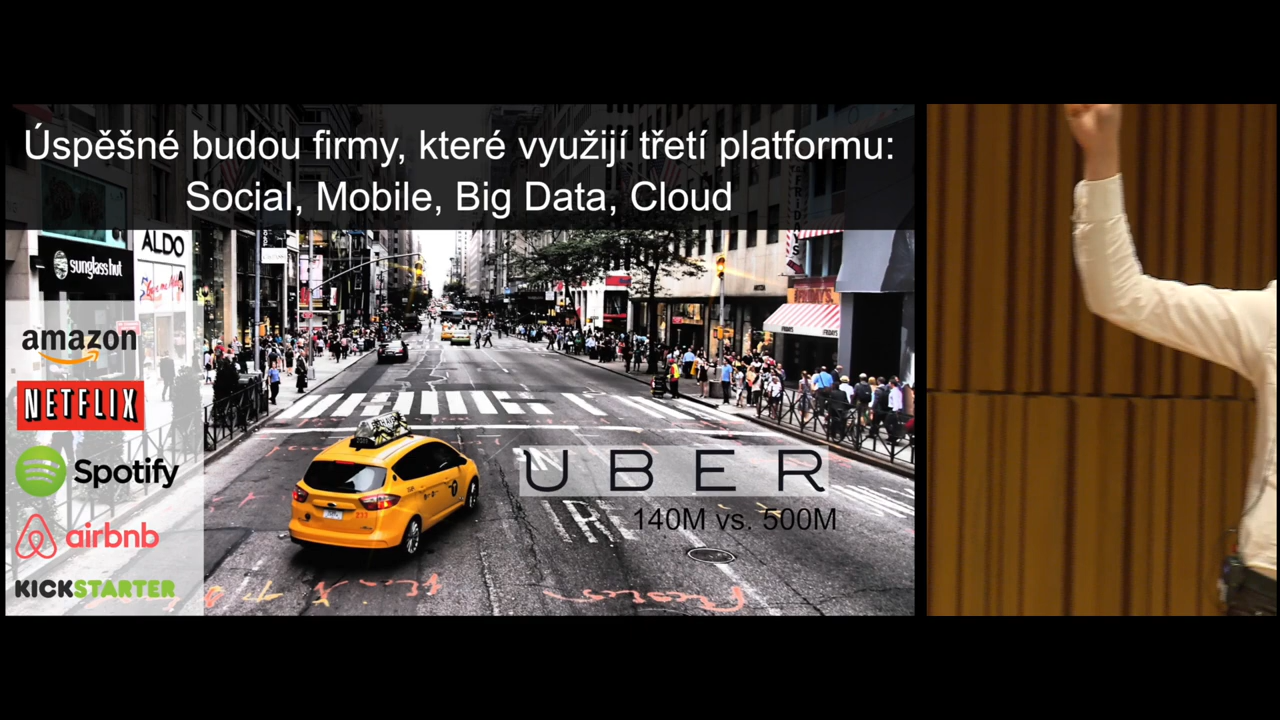 Úspěšné budou firmy, které využijí třetí platformu:
Social, Mobile, Big Data, Cloud
ALDO
sunglass hut
amazon
NETFLIX
Spotify
airbnb
KICKSTARTER
UBER
140M vs. 500M
FRIDAYS